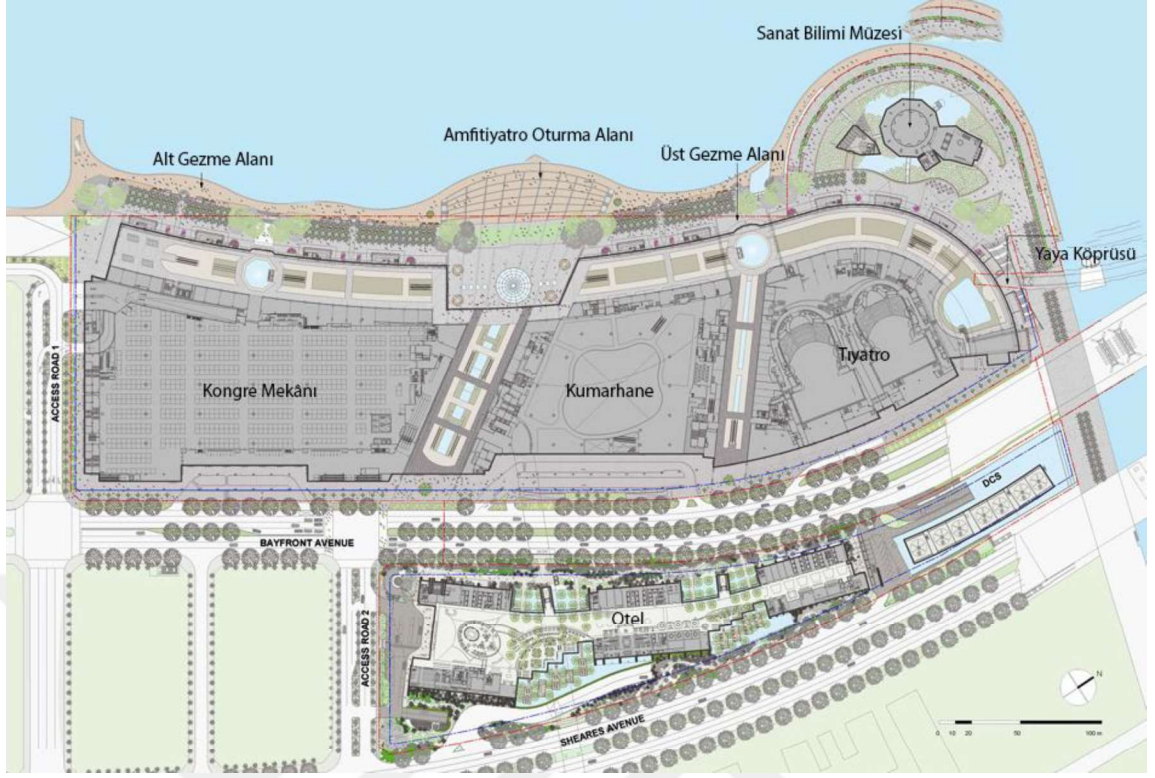 Sanat Bilimi Müzesi
Amfitiyatro Oturma Alanı
Alt Gezme Alanı
Üst Gezme Alanı
Yaya Köprüsü
Tiyatro
Kongre Mekânı
Kumarhane
ACCESS ROAD 1
DCS
BAYFRONT AVENUE
Otel
ACCESS ROAD 2
SHEARES AVENUE
N
0 10 20 50 100 m